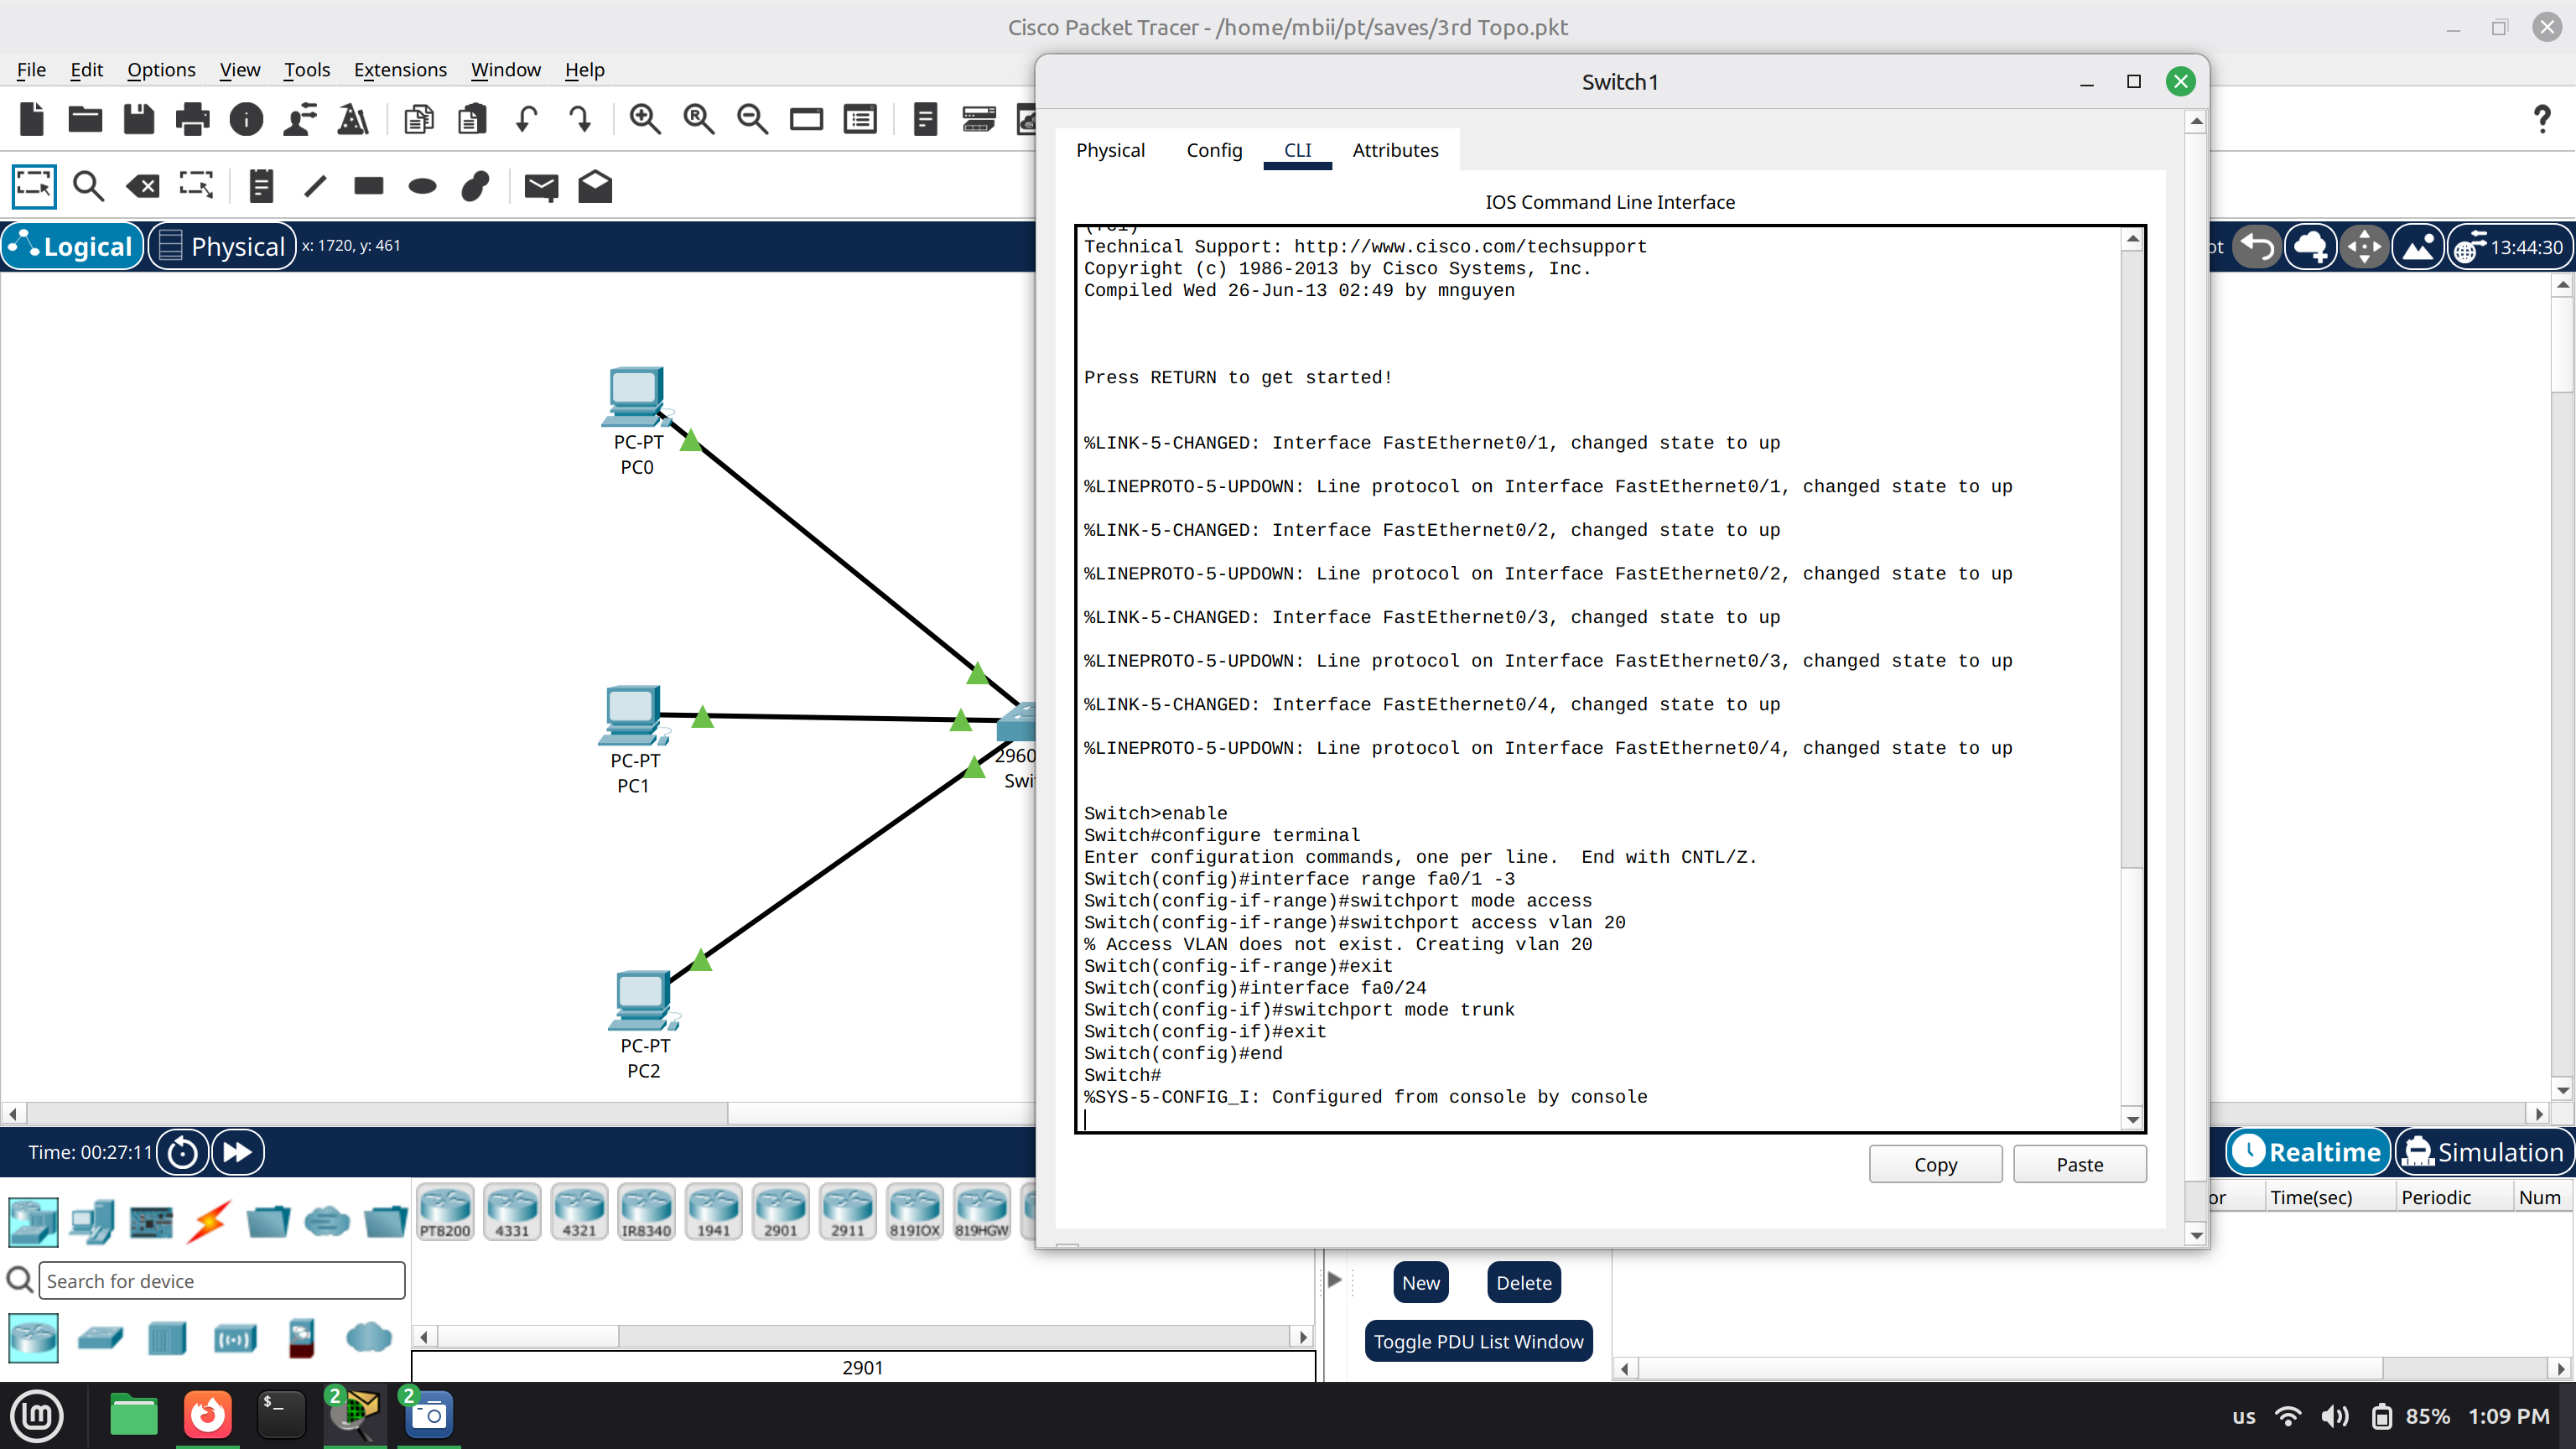 Cisco Packet Tracer - /home/mbii/pt/saves/3rd Topo.pkt
File Edit Options View Tools Extensions Window Help
Logical Physical x: 1720, y: 461
13:44:30
PC-PT
PC0
PC-PT
PC1
PC-PT
PC2
2960
Swi
Switch1
Physical Config CLI Attributes
IOS Command Line Interface
Technical Support: http://www.cisco.com/techsupport
Copyright (c) 1986-2013 by Cisco Systems, Inc.
Compiled Wed 26-Jun-13 02:49 by mnguyen
Press RETURN to get started!
%LINK-5-CHANGED: Interface FastEthernet0/1, changed state to up
%LINEPROTO-5-UPDOWN: Line protocol on Interface FastEthernet0/1, changed state to up
%LINK-5-CHANGED: Interface FastEthernet0/2, changed state to up
%LINEPROTO-5-UPDOWN: Line protocol on Interface FastEthernet0/2, changed state to up
%LINK-5-CHANGED: Interface FastEthernet0/3, changed state to up
%LINEPROTO-5-UPDOWN: Line protocol on Interface FastEthernet0/3, changed state to up
%LINK-5-CHANGED: Interface FastEthernet0/4, changed state to up
%LINEPROTO-5-UPDOWN: Line protocol on Interface FastEthernet0/4, changed state to up
Switch>enable
Switch#configure terminal
Enter configuration commands, one per line.  End with CNTL/Z.
Switch(config)#interface range fa0/1 -3
Switch(config-if-range)#switchport mode access
Switch(config-if-range)#switchport access vlan 20
% Access VLAN does not exist. Creating vlan 20
Switch(config-if-range)#exit
Switch(config)#interface fa0/24
Switch(config-if)#switchport mode trunk
Switch(config-if)#exit
Switch(config)#end
Switch#
%SYS-5-CONFIG_I: Configured from console by console
Copy Paste
Time: 00:27:11
Realtime Simulation
PT8200 4331 4321 IR8340 1941 2901 2911 819IOX 819HGW
or Time(sec) Periodic Num
Search for device
New Delete
Toggle PDU List Window
2901
2 2
us 85% 1:09 PM